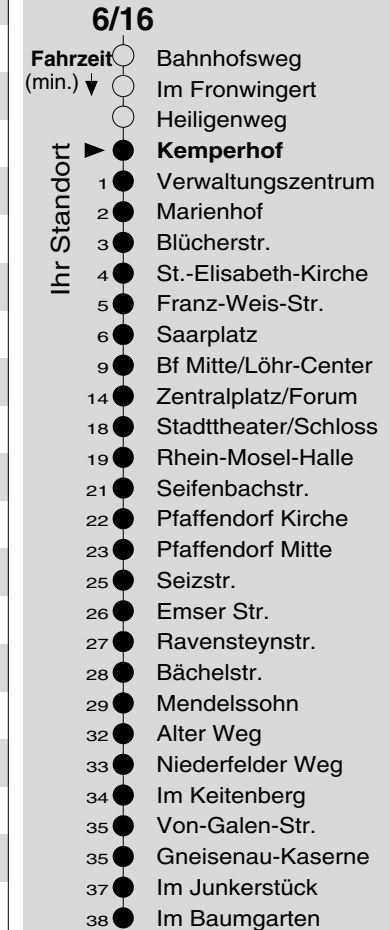 6/16
Fahrzeit Bahnhofsweg
(min.) Im Fronwingert
Heiligenweg
Ihr Standort
Kemperhof
1 Verwaltungszentrum
2 Marienhof
3 Blücherstr.
4 St.-Elisabeth-Kirche
5 Franz-Weis-Str.
6 Saarplatz
9 Bf Mitte/Löhr-Center
14 Zentralplatz/Forum
18 Stadttheater/Schloss
19 Rhein-Mosel-Halle
21 Seifenbachstr.
22 Pfaffendorf Kirche
23 Pfaffendorf Mitte
25 Seizstr.
26 Emser Str.
27 Ravensteynstr.
28 Bächelstr.
29 Mendelssohn
32 Alter Weg
33 Niederfelder Weg
34 Im Keitenberg
35 Von-Galen-Str.
35 Gneisenau-Kaserne
37 Im Junkerstück
38 Im Baumgarten